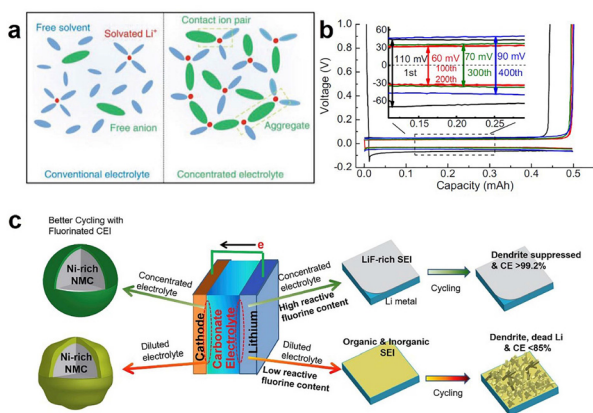 a
Free solvent
Solvated Li⁺
Free anion
Conventional electrolyte
Contact ion pair
Aggregate
Concentrated electrolyte
b
Voltage (V)
1.0
0.8
0.6
0.4
0.2
0.0
-0.2
60
30
0
-30
-60
110 mV
1st
60 mV
100th
200th
70 mV
300th
90 mV
400th
0.15
0.20
0.25
0.0
0.1
0.2
0.3
0.4
0.5
Capacity (mAh)
c
Better Cycling with
Fluorinated CEI
Ni-rich
NMC
Concentrated
electrolyte
e
Cathode
Carbonate
Electrolyte
Lithium
Concentrated
electrolyte
High reactive
fluorine content
LiF-rich SEI
Li metal
Cycling
Dendrite suppressed
& CE >99.2%
Ni-rich
NMC
Diluted
electrolyte
Diluted
electrolyte
Low reactive
fluorine content
Organic & Inorganic
SEI
Cycling
Dendrite, dead Li
& CE <85%